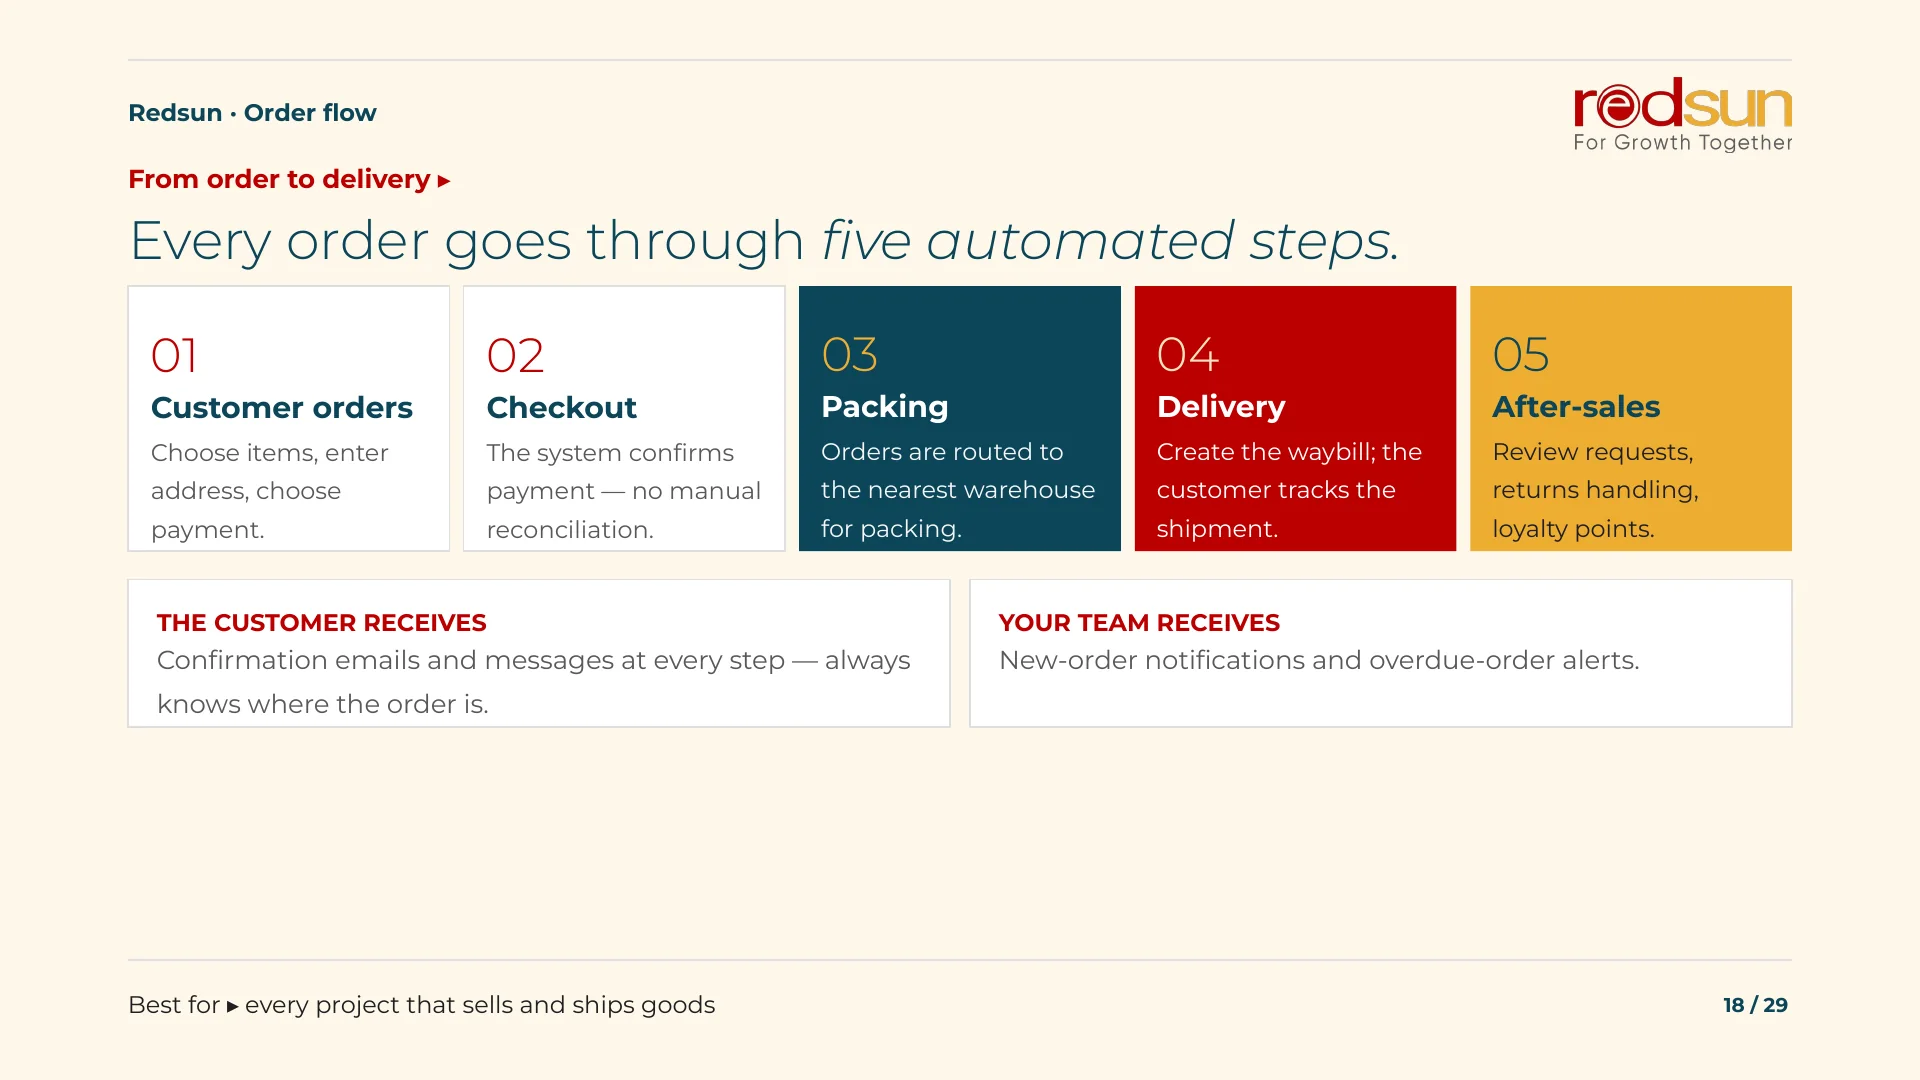 Redsun · Order flow
redsun
For Growth Together
From order to delivery ▸
Every order goes through five automated steps.
01
Customer orders
Choose items, enter
address, choose
payment.
02
Checkout
The system confirms
payment — no manual
reconciliation.
03
Packing
Orders are routed to
the nearest warehouse
for packing.
04
Delivery
Create the waybill; the
customer tracks the
shipment.
05
After-sales
Review requests,
returns handling,
loyalty points.
THE CUSTOMER RECEIVES
Confirmation emails and messages at every step — always
knows where the order is.
YOUR TEAM RECEIVES
New-order notifications and overdue-order alerts.
Best for ▸ every project that sells and ships goods
18 / 29